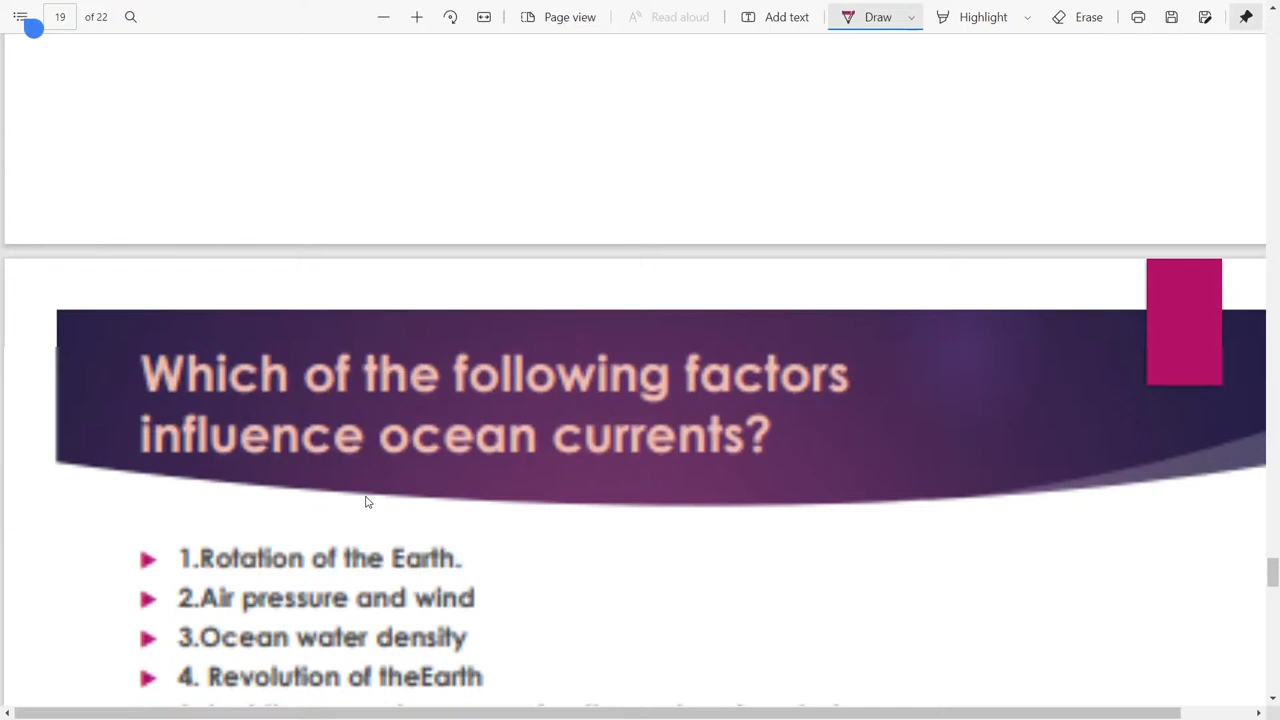 19 of 22 Page view Read aloud Add text Draw Highlight Erase
Which of the following factors
influence ocean currents?
1.Rotation of the Earth.
2.Air pressure and wind
3.Ocean water density
4. Revolution of theEarth